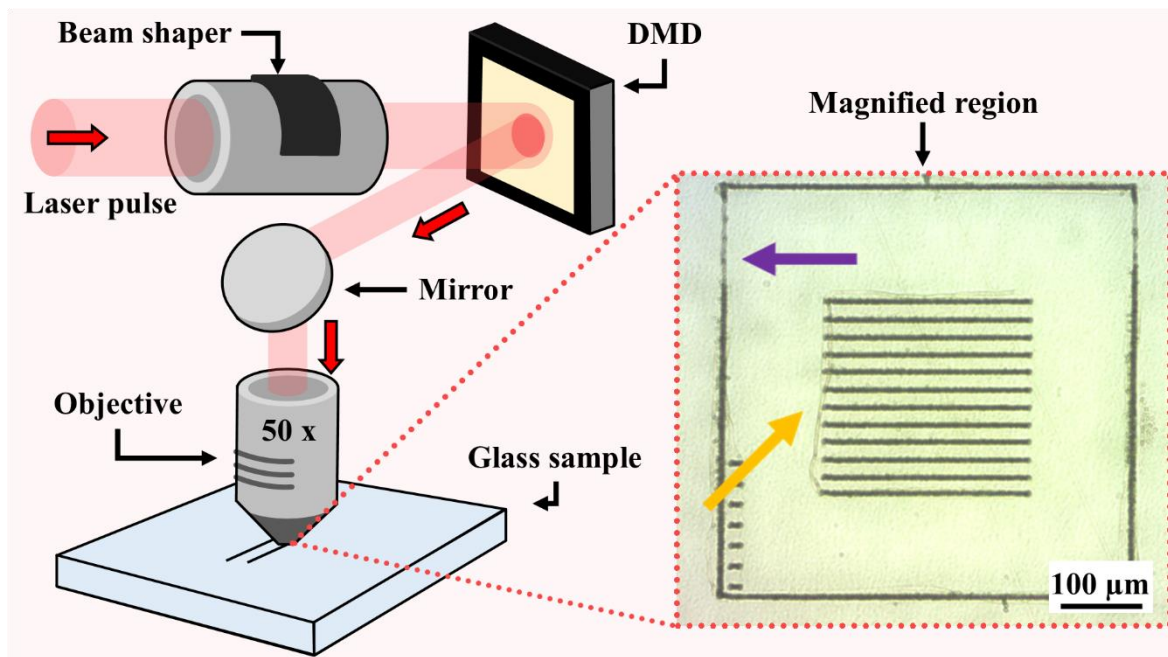 Beam shaper
DMD
Magnified region
Laser pulse
Mirror
Objective
50 x
Glass sample
100 µm